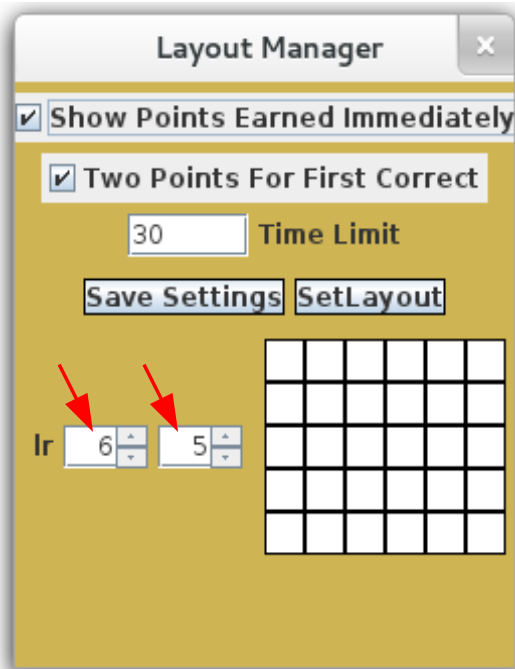 Layout Manager
Show Points Earned Immediately
Two Points For First Correct
30 Time Limit
Save Settings SetLayout
Ir 6 5